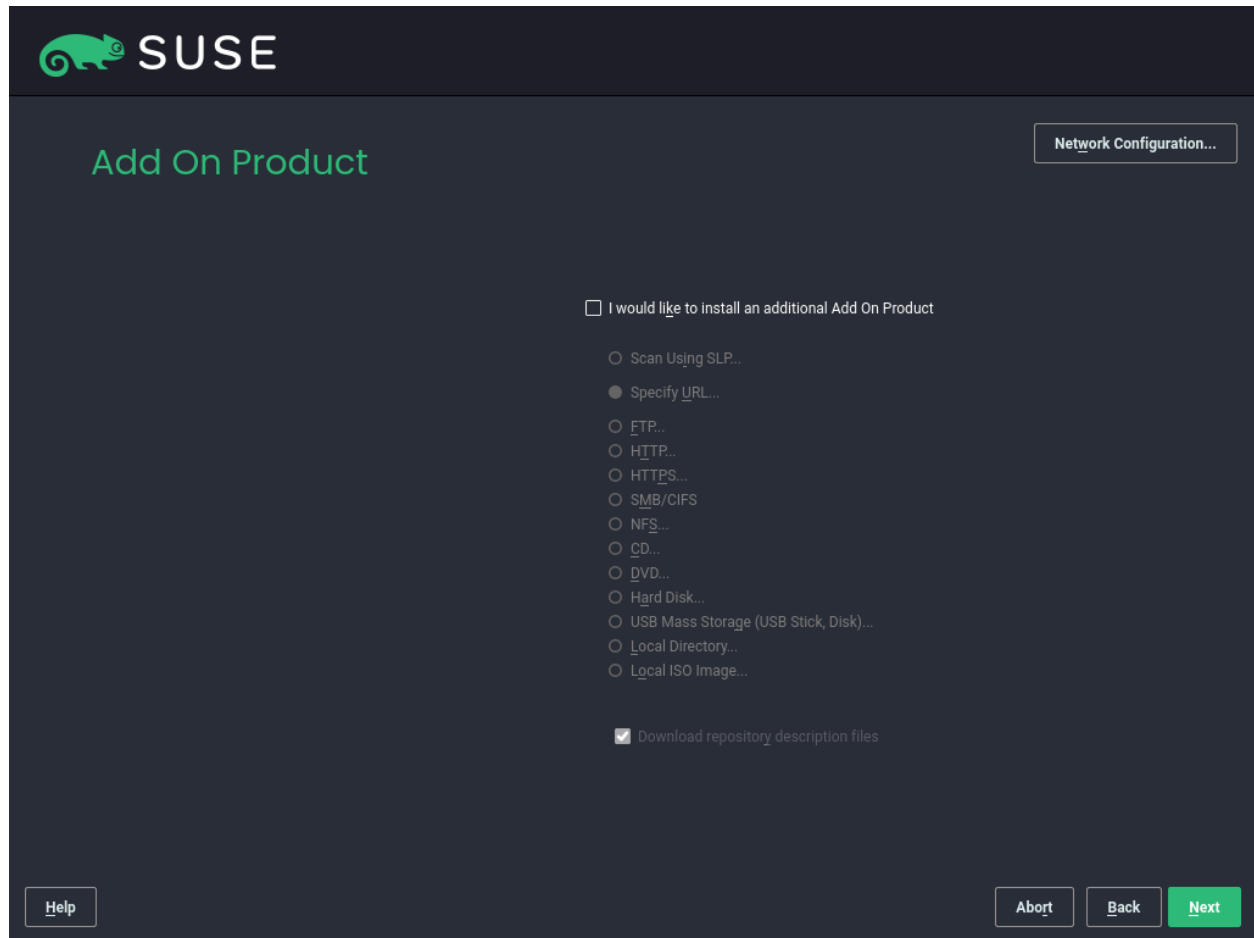 SUSE
Add On Product
Network Configuration...
I would like to install an additional Add On Product
Scan Using SLP...
Specify URL...
FTP...
HTTP...
HTTPS...
SMB/CIFS
NFS...
CD...
DVD...
Hard Disk...
USB Mass Storage (USB Stick, Disk)...
Local Directory...
Local ISO Image...
Download repository description files
Help
Abort
Back
Next